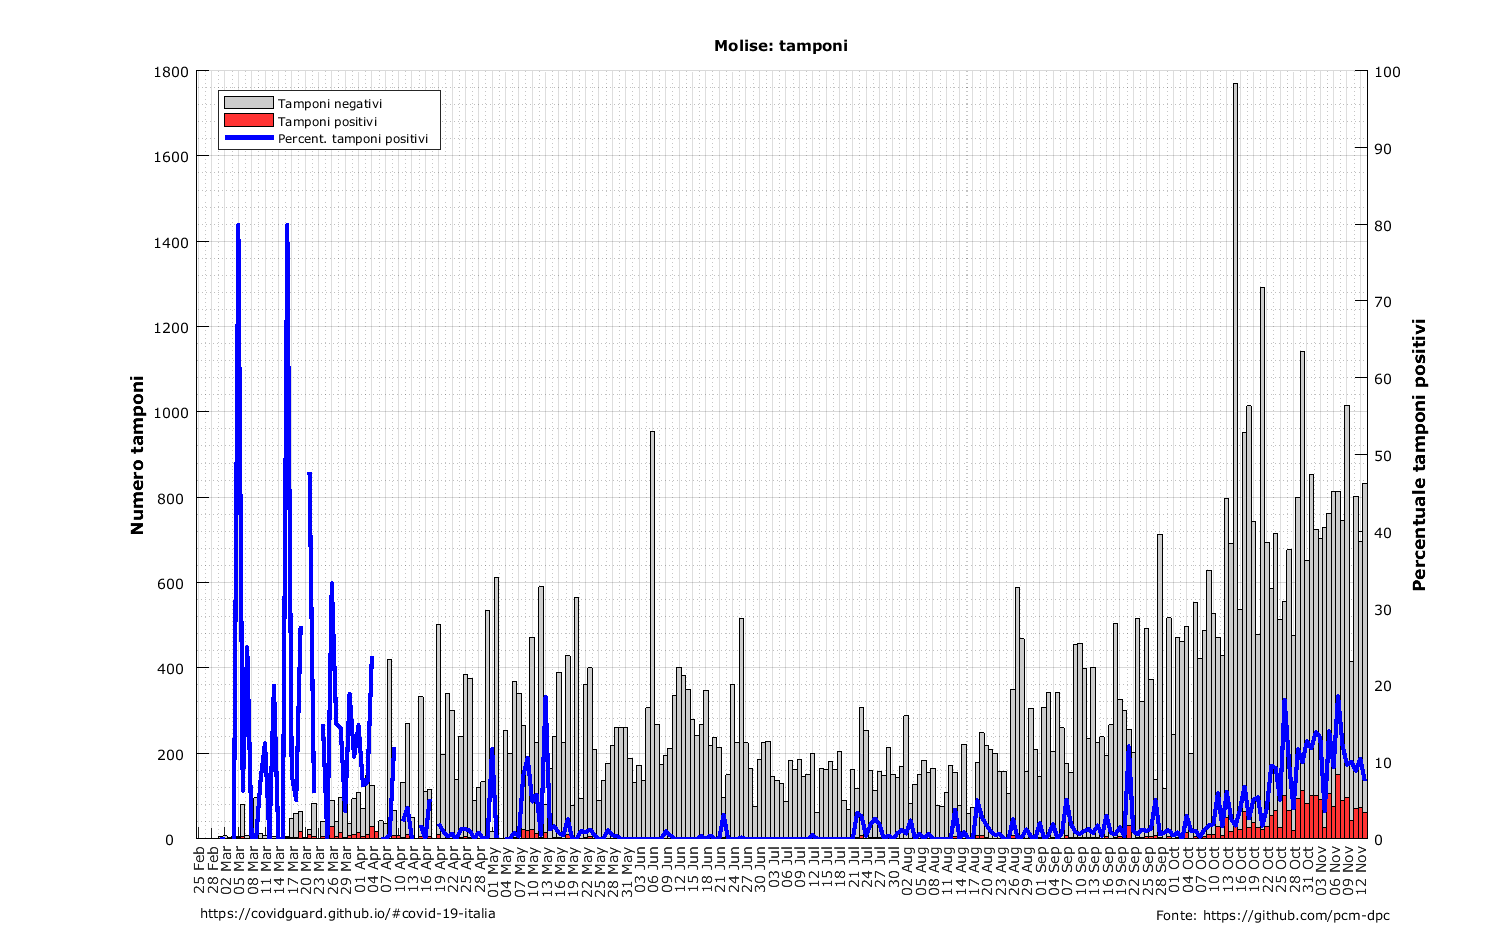 Molise: tamponi
1800
1600
1400
1200
1000
800
600
400
200
0
Numero tamponi
Tamponi negativi
Tamponi positivi
Percent. tamponi positivi
100
90
80
70
60
50
40
30
20
10
0
Percentuale tamponi positivi
25 Feb
28 Feb
02 Mar
05 Mar
08 Mar
11 Mar
14 Mar
17 Mar
20 Mar
23 Mar
26 Mar
29 Mar
01 Apr
04 Apr
07 Apr
10 Apr
13 Apr
16 Apr
19 Apr
22 Apr
25 Apr
28 Apr
01 May
04 May
07 May
10 May
13 May
16 May
19 May
22 May
25 May
28 May
31 May
03 Jun
06 Jun
09 Jun
12 Jun
15 Jun
18 Jun
21 Jun
24 Jun
27 Jun
30 Jun
03 Jul
06 Jul
09 Jul
12 Jul
15 Jul
18 Jul
21 Jul
24 Jul
27 Jul
30 Jul
02 Aug
05 Aug
08 Aug
11 Aug
14 Aug
17 Aug
20 Aug
23 Aug
26 Aug
29 Aug
01 Sep
04 Sep
07 Sep
10 Sep
13 Sep
16 Sep
19 Sep
22 Sep
25 Sep
28 Sep
01 Oct
04 Oct
07 Oct
10 Oct
13 Oct
16 Oct
19 Oct
22 Oct
25 Oct
28 Oct
31 Oct
03 Nov
06 Nov
09 Nov
12 Nov
https://covidguard.github.io/#covid-19-italia
Fonte: https://github.com/pcm-dpc